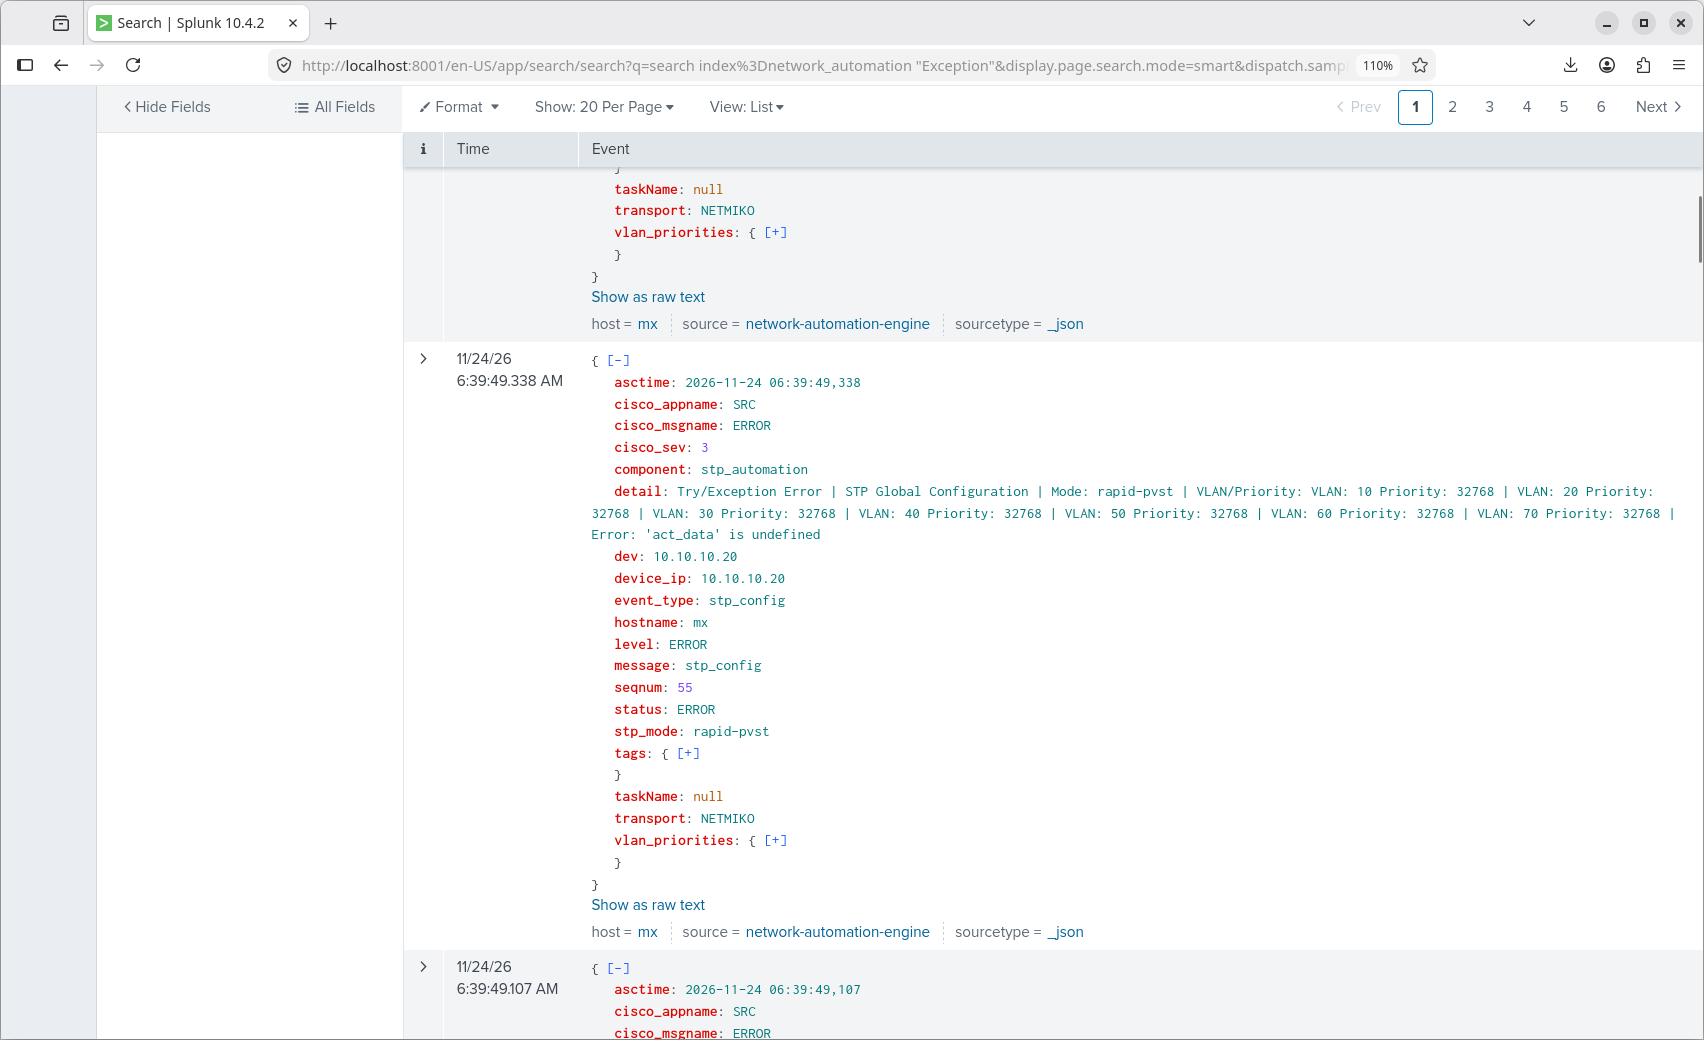 Search | Splunk 10.4.2
http://localhost:8001/en-US/app/search/search?q=search index%3Dnetwork_automation "Exception"&display.page.search.mode=smart&dispatch.samp
110%
Hide Fields
All Fields
Format
Show: 20 Per Page
View: List
Prev
1
2
3
4
5
6
Next
i
Time
Event
}
taskName: null
transport: NETMIKO
vlan_priorities: { [+]
}
}
Show as raw text
host = mx
source = network-automation-engine
sourcetype = _json
11/24/26
6:39:49.338 AM
{ [-]
asctime: 2026-11-24 06:39:49,338
cisco_appname: SRC
cisco_msgname: ERROR
cisco_sev: 3
component: stp_automation
detail: Try/Exception Error | STP Global Configuration | Mode: rapid-pvst | VLAN/Priority: VLAN: 10 Priority: 32768 | VLAN: 20 Priority:
32768 | VLAN: 30 Priority: 32768 | VLAN: 40 Priority: 32768 | VLAN: 50 Priority: 32768 | VLAN: 60 Priority: 32768 | VLAN: 70 Priority: 32768 |
Error: 'act_data' is undefined
dev: 10.10.10.20
device_ip: 10.10.10.20
event_type: stp_config
hostname: mx
level: ERROR
message: stp_config
seqnum: 55
status: ERROR
stp_mode: rapid-pvst
tags: { [+]
}
taskName: null
transport: NETMIKO
vlan_priorities: { [+]
}
}
Show as raw text
host = mx
source = network-automation-engine
sourcetype = _json
11/24/26
6:39:49.107 AM
{ [-]
asctime: 2026-11-24 06:39:49,107
cisco_appname: SRC
cisco_msgname: ERROR